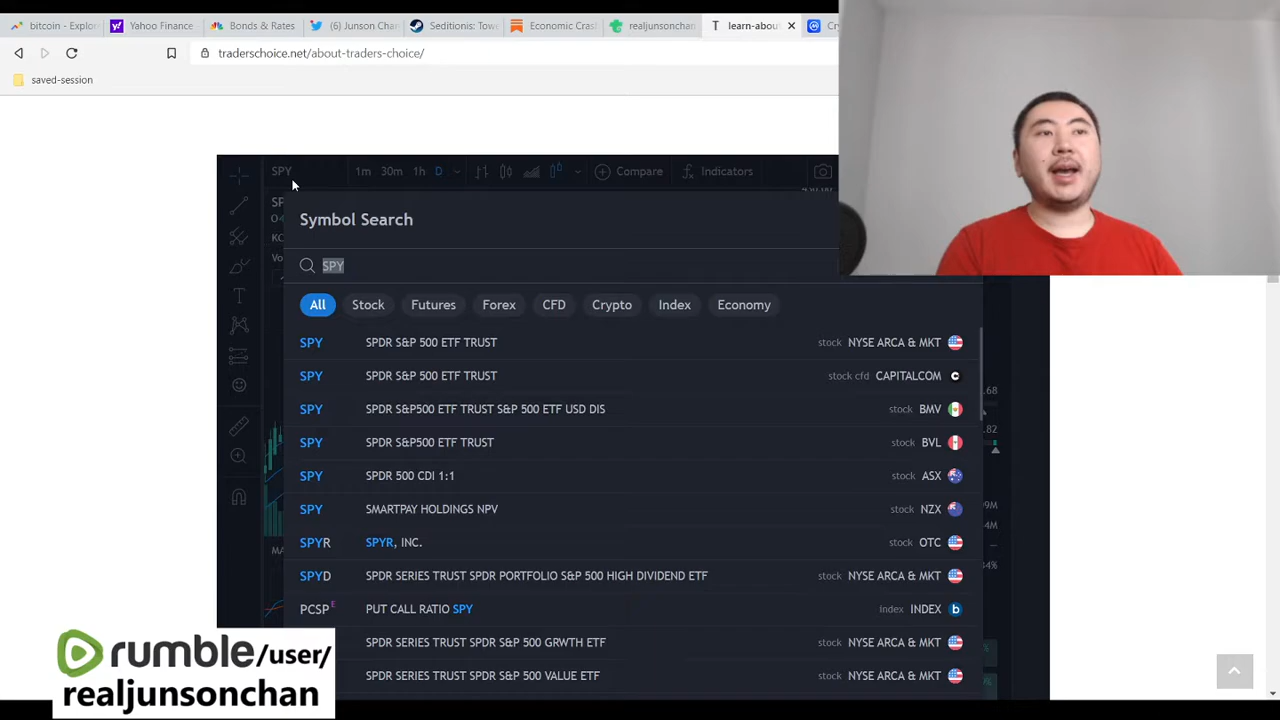 bitcoin -
Yahoo Finance
Bonds & Rates
(6) Junson Chan
Seditionis: Tow
Economic Cras
realjunsonchan
learn-abou
Cr
traderschoice.net/about-traders-choice/
saved-session
SPY 1m 30m 1h D Compare Indicators
Symbol Search
SPY
All Stock Futures Forex CFD Crypto Index Economy
SPY SPDR S&P 500 ETF TRUST stock NYSE ARCA & MKT
SPY SPDR S&P 500 ETF TRUST stock cfd CAPITALCOM
SPY SPDR S&P500 ETF TRUST S&P 500 ETF USD DIS stock BMV
SPY SPDR S&P500 ETF TRUST stock BVL
SPY SPDR 500 CDI 1:1 stock ASX
SPY SMARTPAY HOLDINGS NPV stock NZX
SPYR SPYR, INC. stock OTC
SPYD SPDR SERIES TRUST SPDR PORTFOLIO S&P 500 HIGH DIVIDEND ETF stock NYSE ARCA & MKT
PCSP E PUT CALL RATIO SPY index INDEX
SPDR SERIES TRUST SPDR S&P 500 GRWTH ETF stock NYSE ARCA & MKT
SPDR SERIES TRUST SPDR S&P 500 VALUE ETF stock NYSE ARCA & MKT
rumble/user/
realjunsonchan